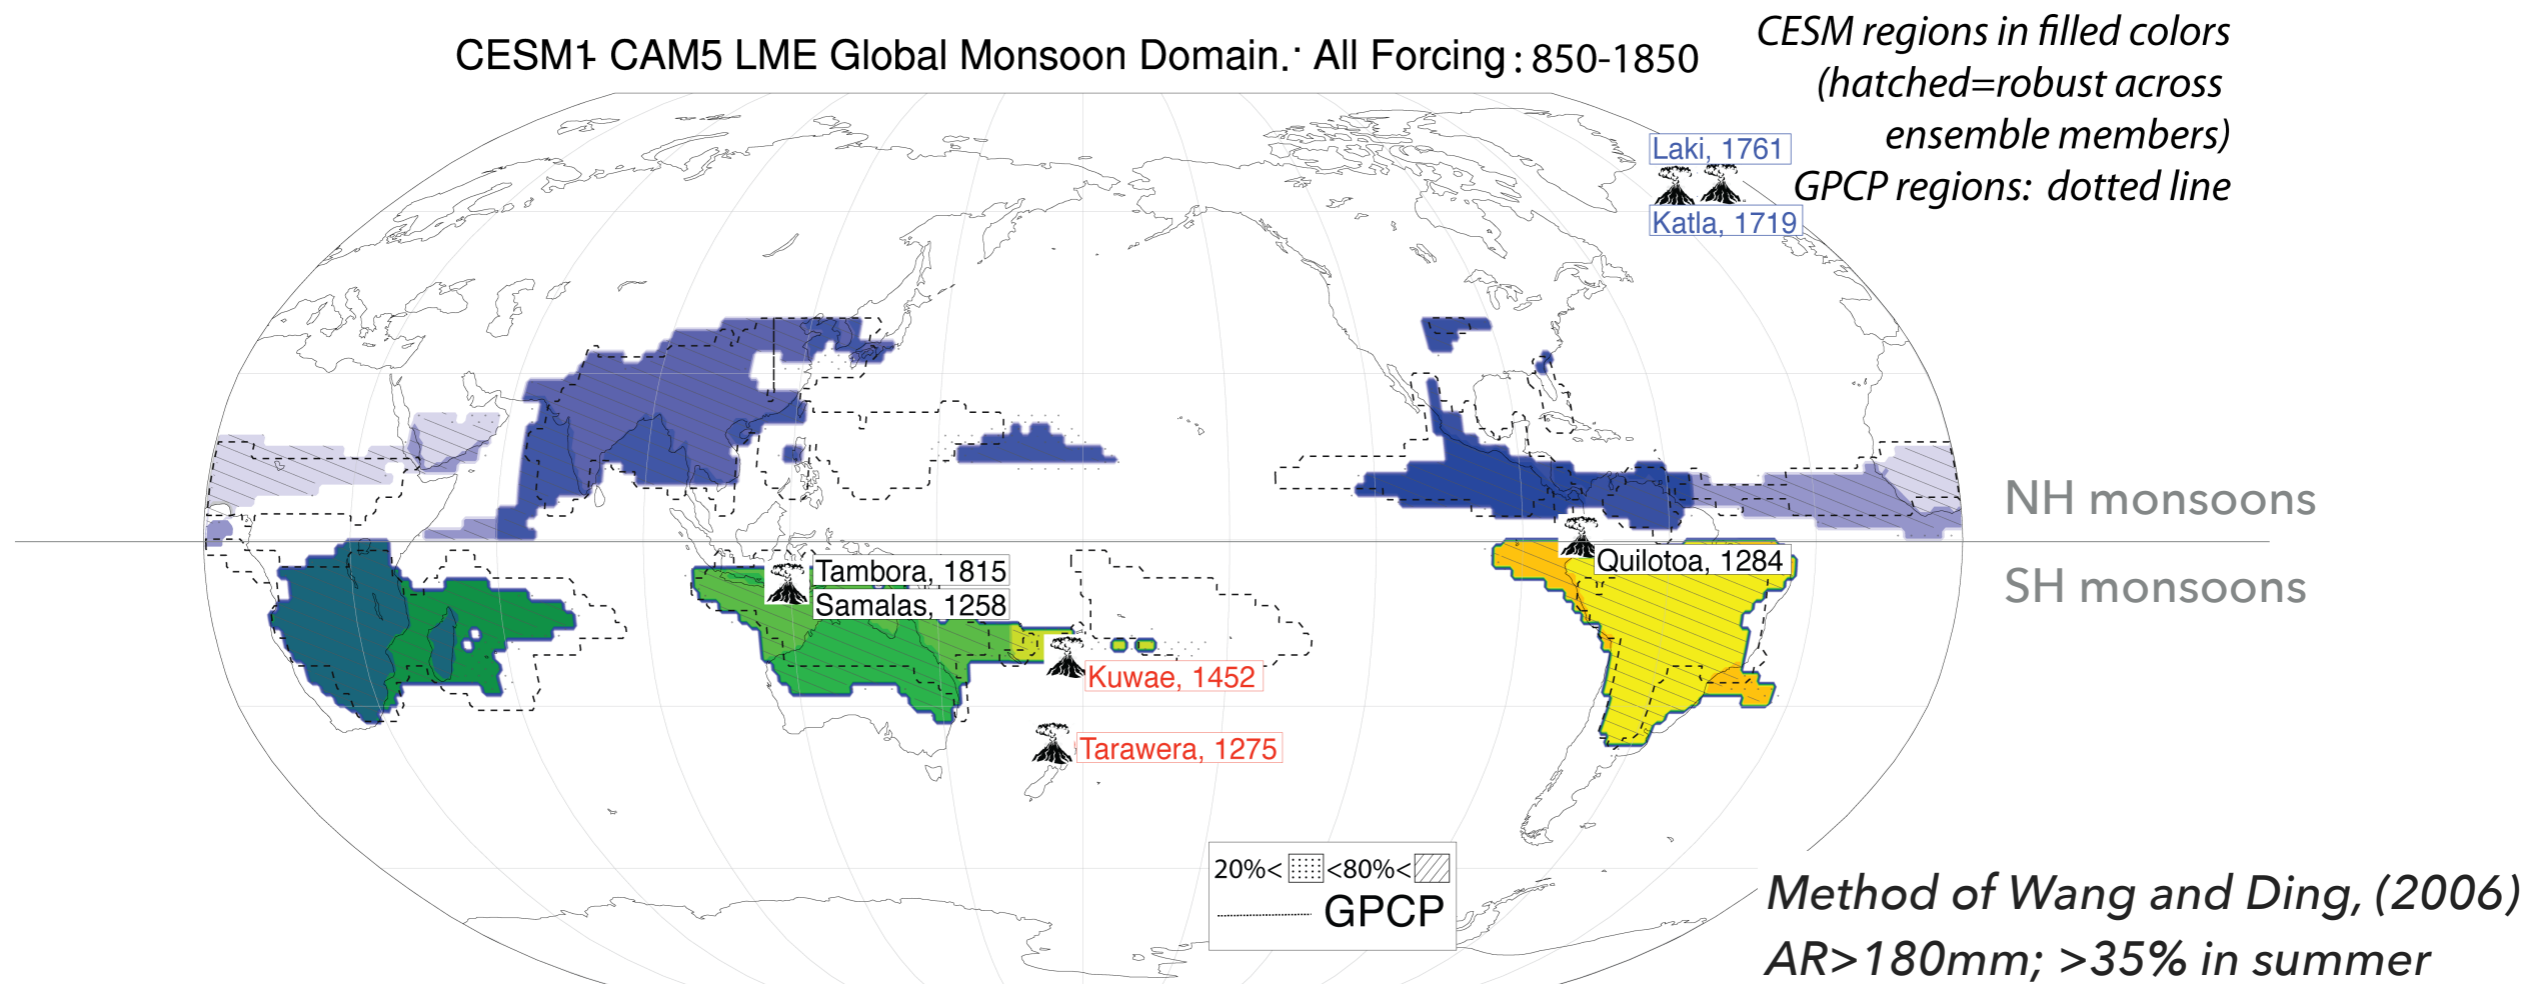 CESM1- CAM5 LME Global Monsoon Domain.· All Forcing : 850-1850
CESM regions in filled colors
(hatched=robust across
ensemble members)
GPCP regions: dotted line
Laki, 1761
Katla, 1719
NH monsoons
SH monsoons
Tambora, 1815
Samalas, 1258
Quilotoa, 1284
Kuwae, 1452
Tarawera, 1275
20%< <80%<
GPCP
Method of Wang and Ding, (2006)
AR>180mm; >35% in summer